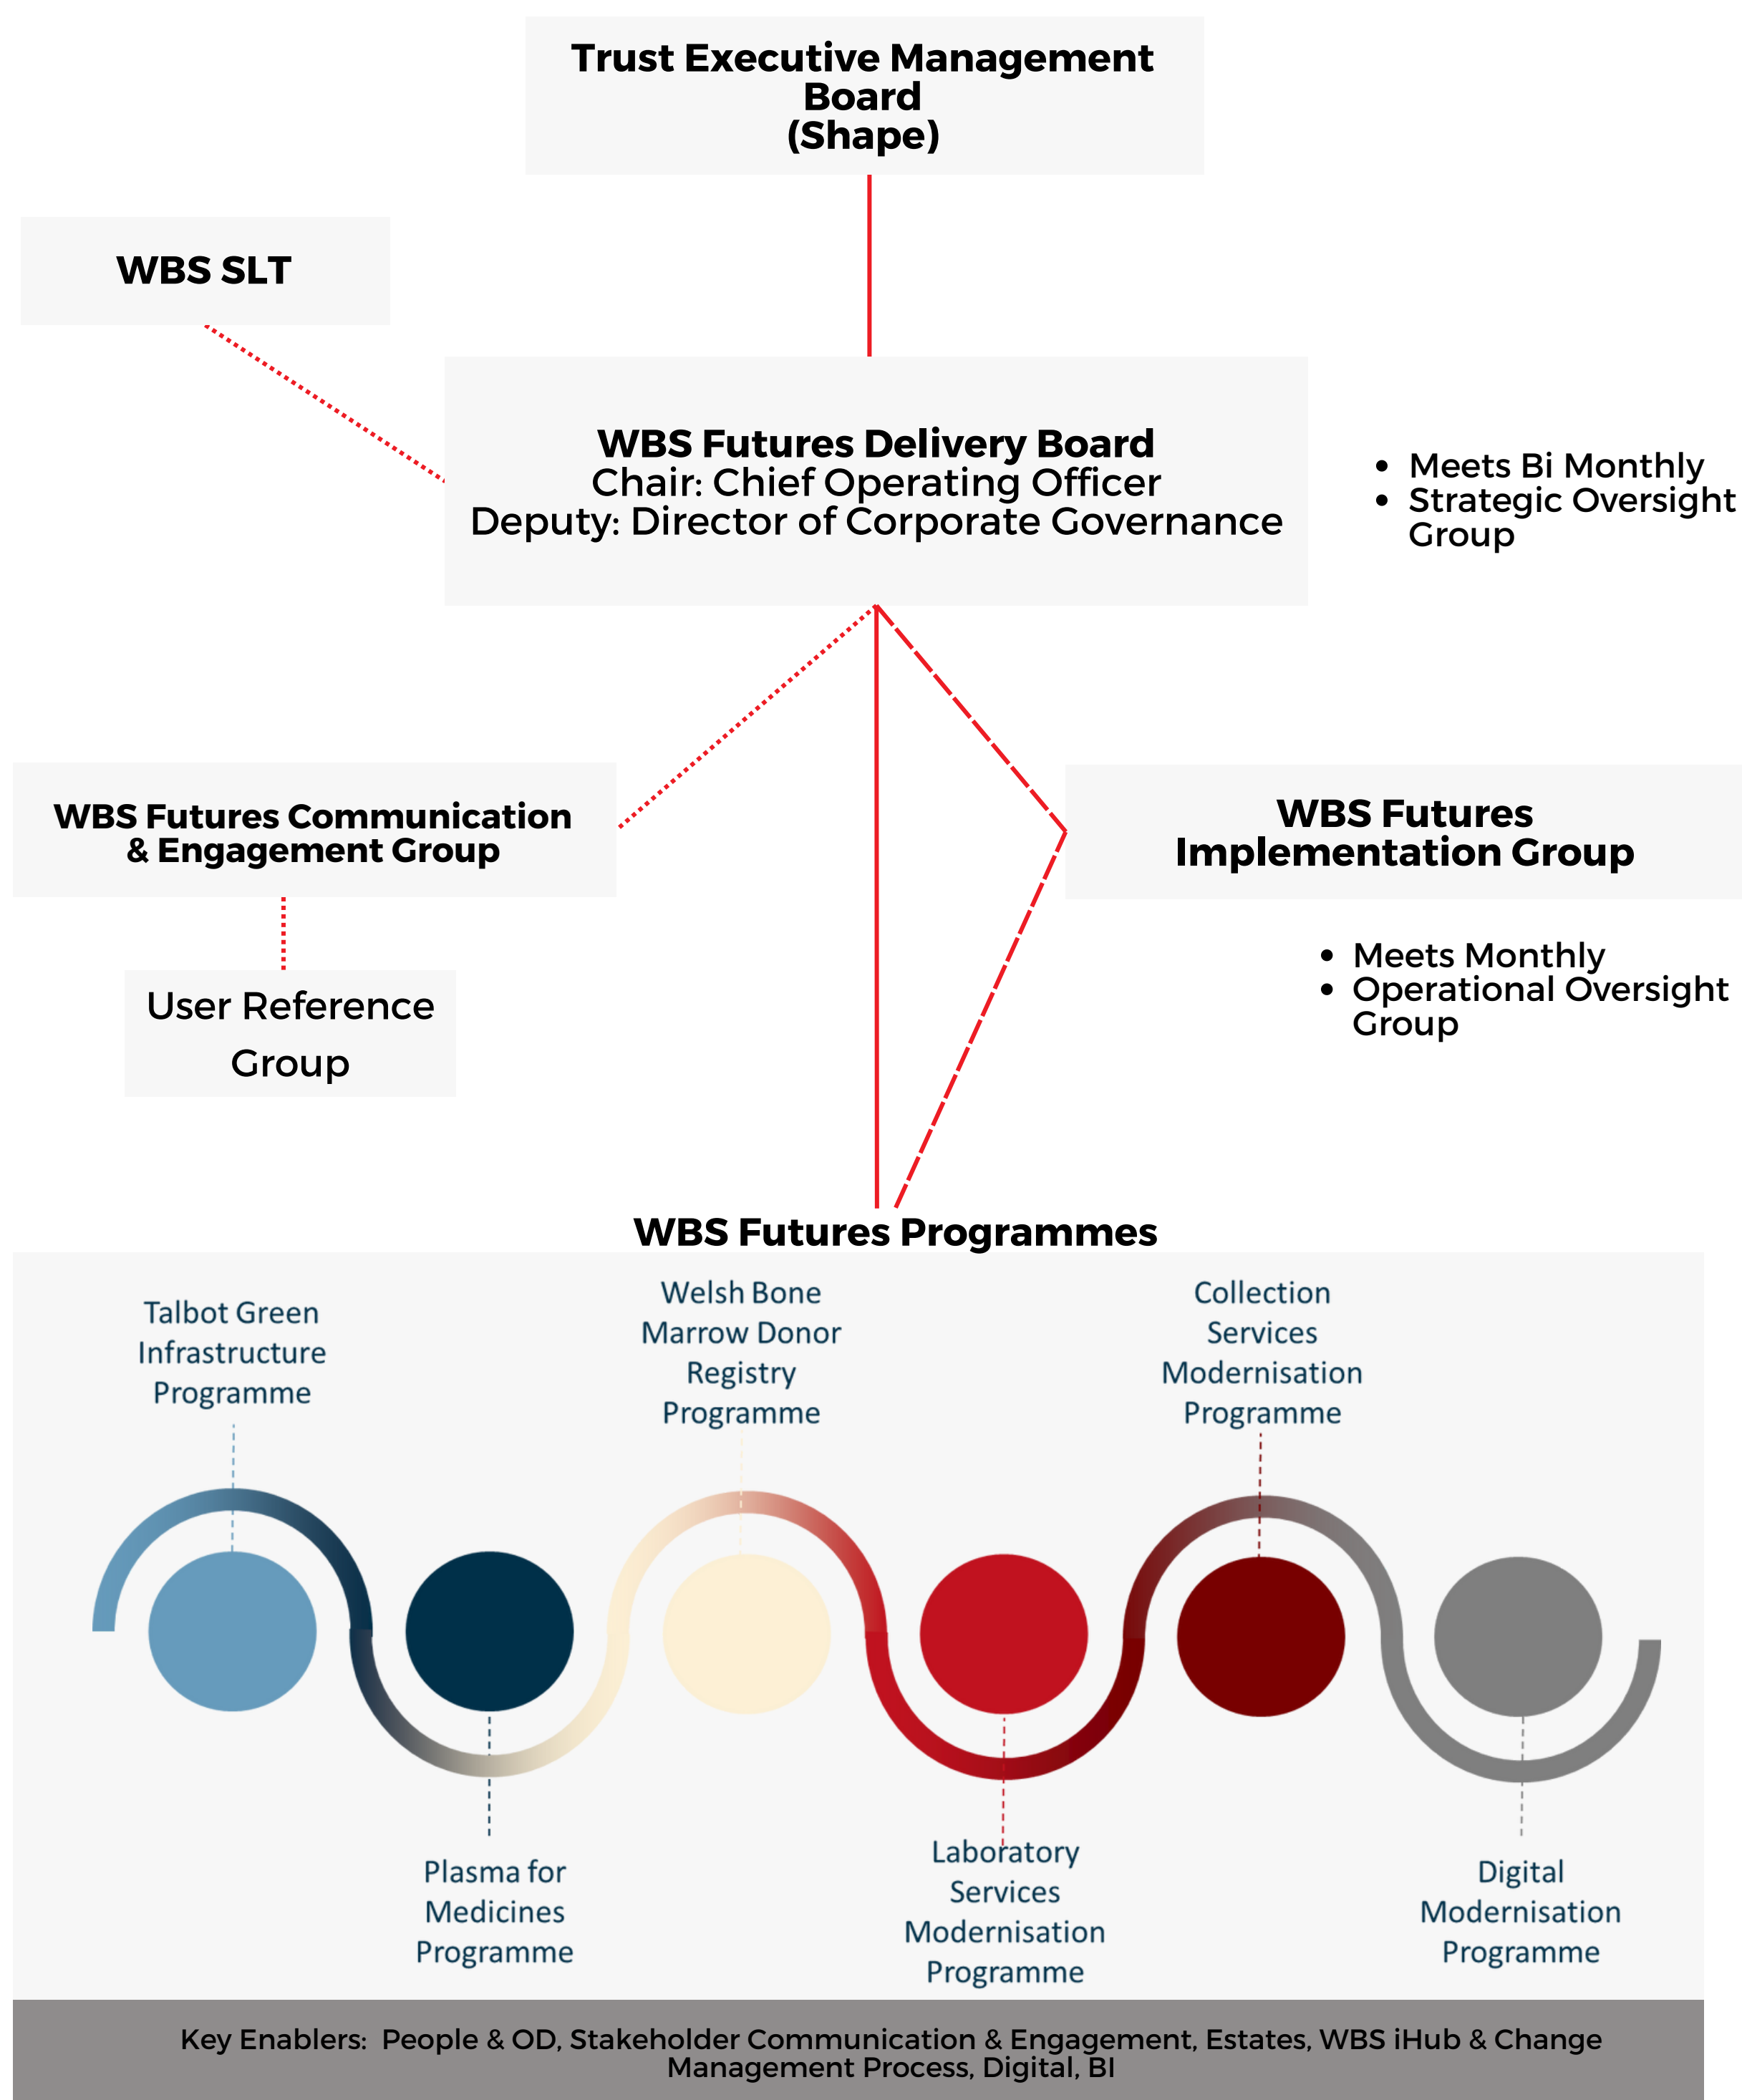 Trust Executive Management
Board
(Shape)
WBS SLT
WBS Futures Delivery Board
Chair: Chief Operating Officer
Deputy: Director of Corporate Governance
• Meets Bi Monthly
• Strategic Oversight
Group
WBS Futures Communication
& Engagement Group
WBS Futures
Implementation Group
• Meets Monthly
• Operational Oversight
Group
User Reference
Group
WBS Futures Programmes
Talbot Green
Infrastructure
Programme
Welsh Bone
Marrow Donor
Registry
Programme
Collection
Services
Modernisation
Programme
Plasma for
Medicines
Programme
Laboratory
Services
Modernisation
Programme
Digital
Modernisation
Programme
Key Enablers:  People & OD, Stakeholder Communication & Engagement, Estates, WBS iHub & Change
Management Process, Digital, BI